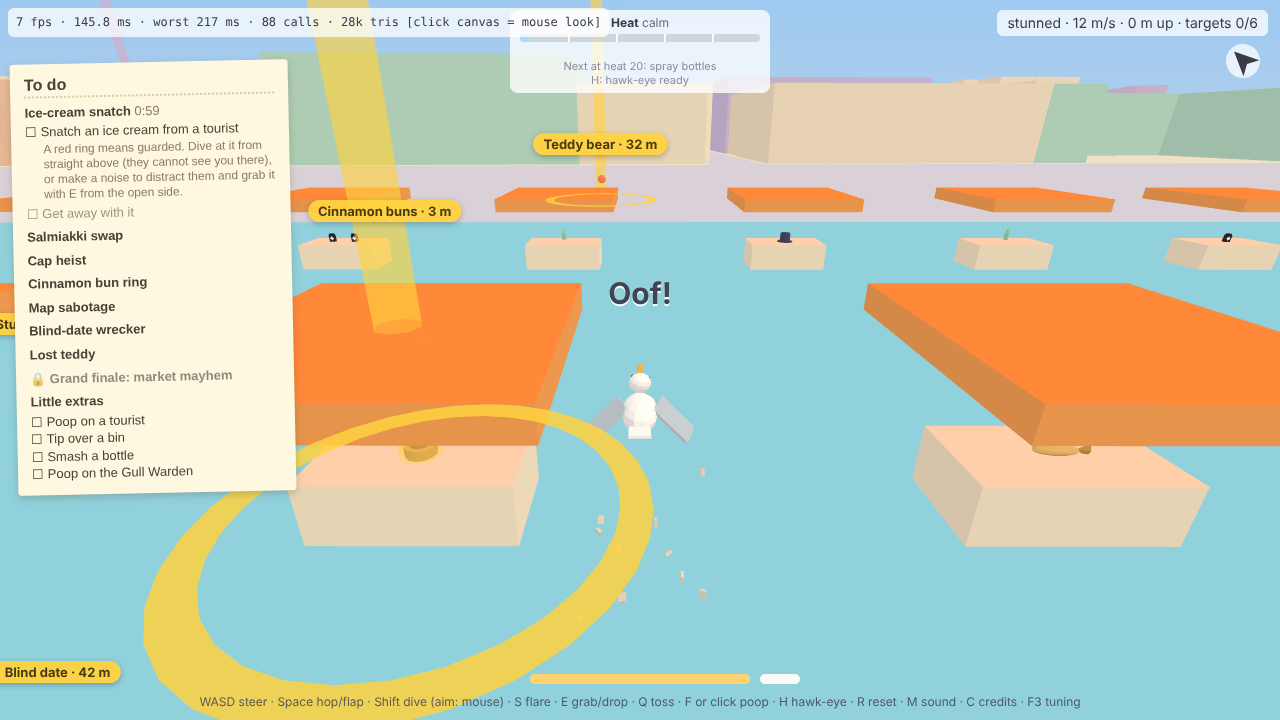 7 fps · 145.8 ms · worst 217 ms · 88 calls · 28k tris [click canvas = mouse look]
Heat calm
Next at heat 20: spray bottles
H: hawk-eye ready
stunned · 12 m/s · 0 m up · targets 0/6
To do
Ice-cream snatch 0:59
☐ Snatch an ice cream from a tourist
A red ring means guarded. Dive at it from
straight above (they cannot see you there),
or make a noise to distract them and grab it
with E from the open side.
☐ Get away with it
Salmiakki swap
Cap heist
Cinnamon bun ring
Map sabotage
Blind-date wrecker
Lost teddy
🔒 Grand finale: market mayhem
Little extras
☐ Poop on a tourist
☐ Tip over a bin
☐ Smash a bottle
☐ Poop on the Gull Warden
Teddy bear · 32 m
Cinnamon buns · 3 m
Oof!
Blind date · 42 m
WASD steer · Space hop/flap · Shift dive (aim: mouse) · S flare · E grab/drop · Q toss · F or click poop · H hawk-eye · R reset · M sound · C credits · F3 tuning